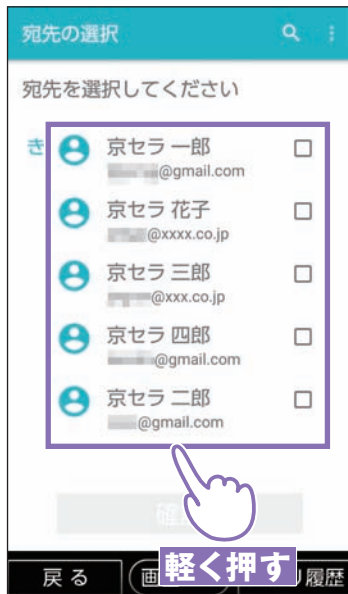 宛先の選択
宛先を選択してください
き
京セラ 一郎
@gmail.com
京セラ 花子
@xxxx.co.jp
京セラ 三郎
@xxx.co.jp
京セラ 四郎
@gmail.com
京セラ 二郎
@gmail.com
軽く押す
戻る
画
履歴